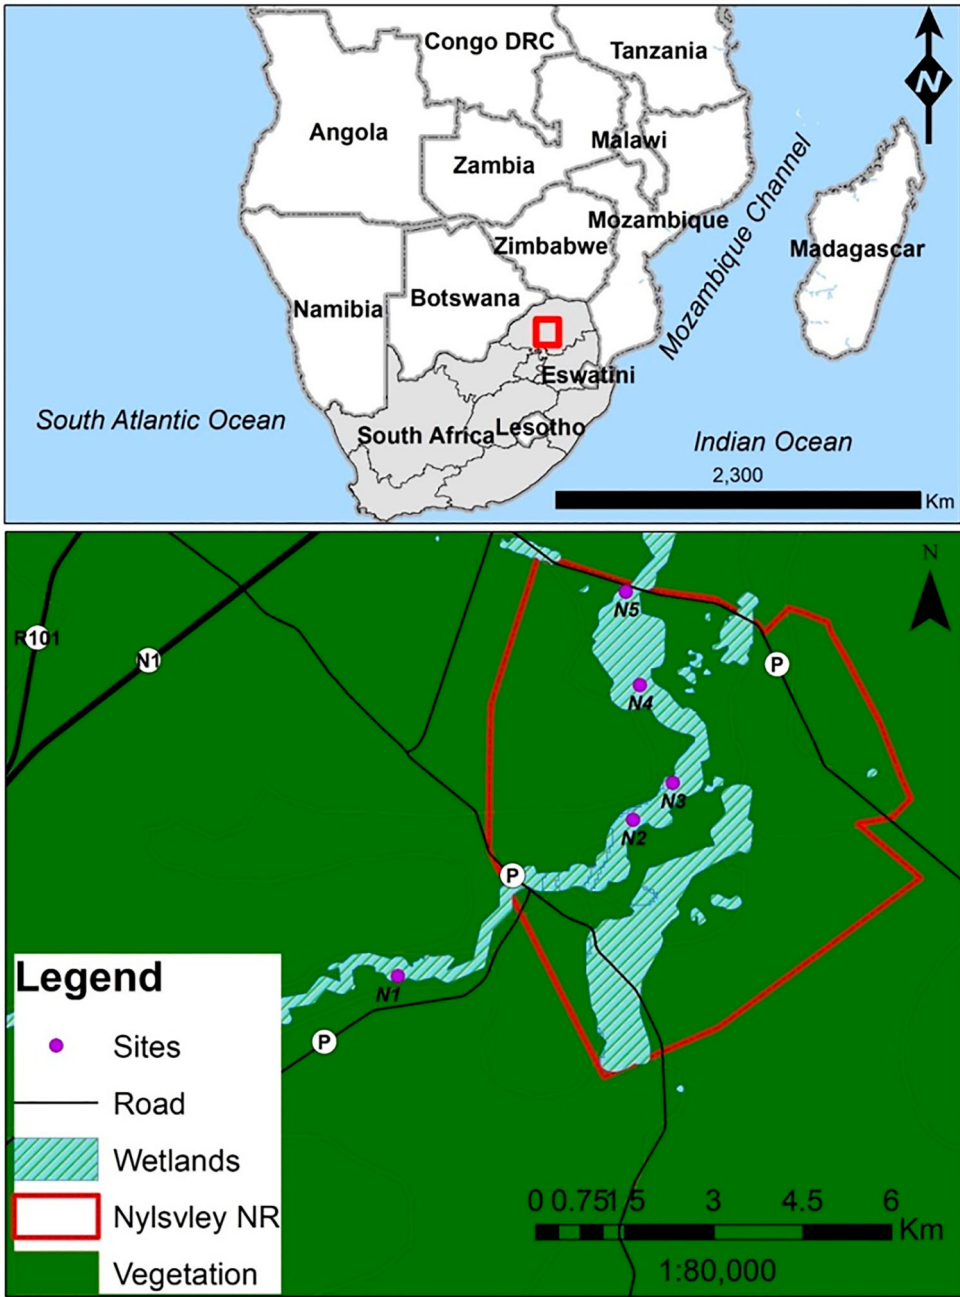 Congo DRC
Tanzania
N
Angola
Malawi
Zambia
Mozambique Channel
Mozambique
Zimbabwe
Madagascar
Botswana
Namibia
Eswatini
South Atlantic Ocean
Lesotho
South Africa
Indian Ocean
2,300
Km
N
N5
R101
N1
P
N4
N3
N2
P
Legend
N1
P
Sites
Road
Wetlands
Nylsvley NR
Vegetation
0 0.75 1.5 3 4.5 6
Km
1:80,000